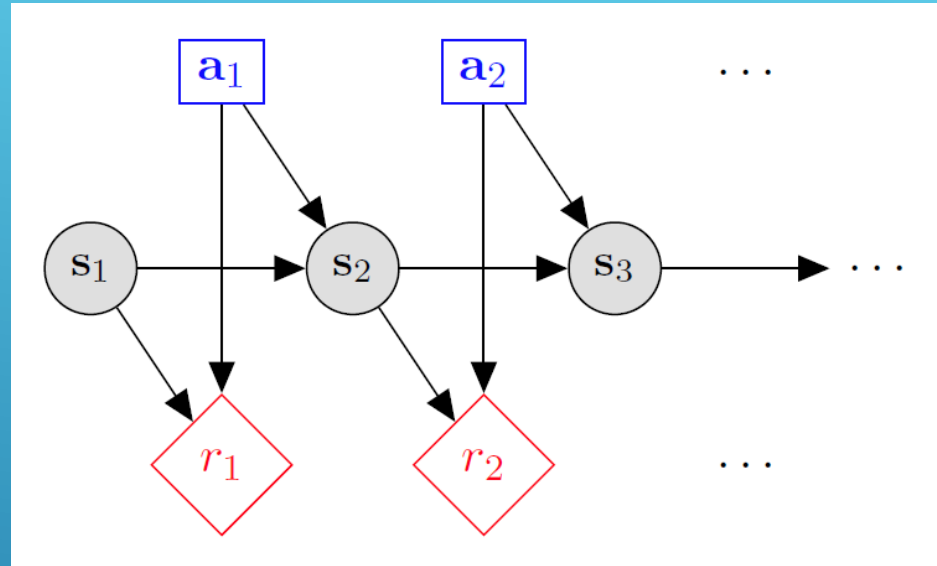 a₁ a₂ ...
s₁ s₂ s₃ ...
r₁ r₂ ...